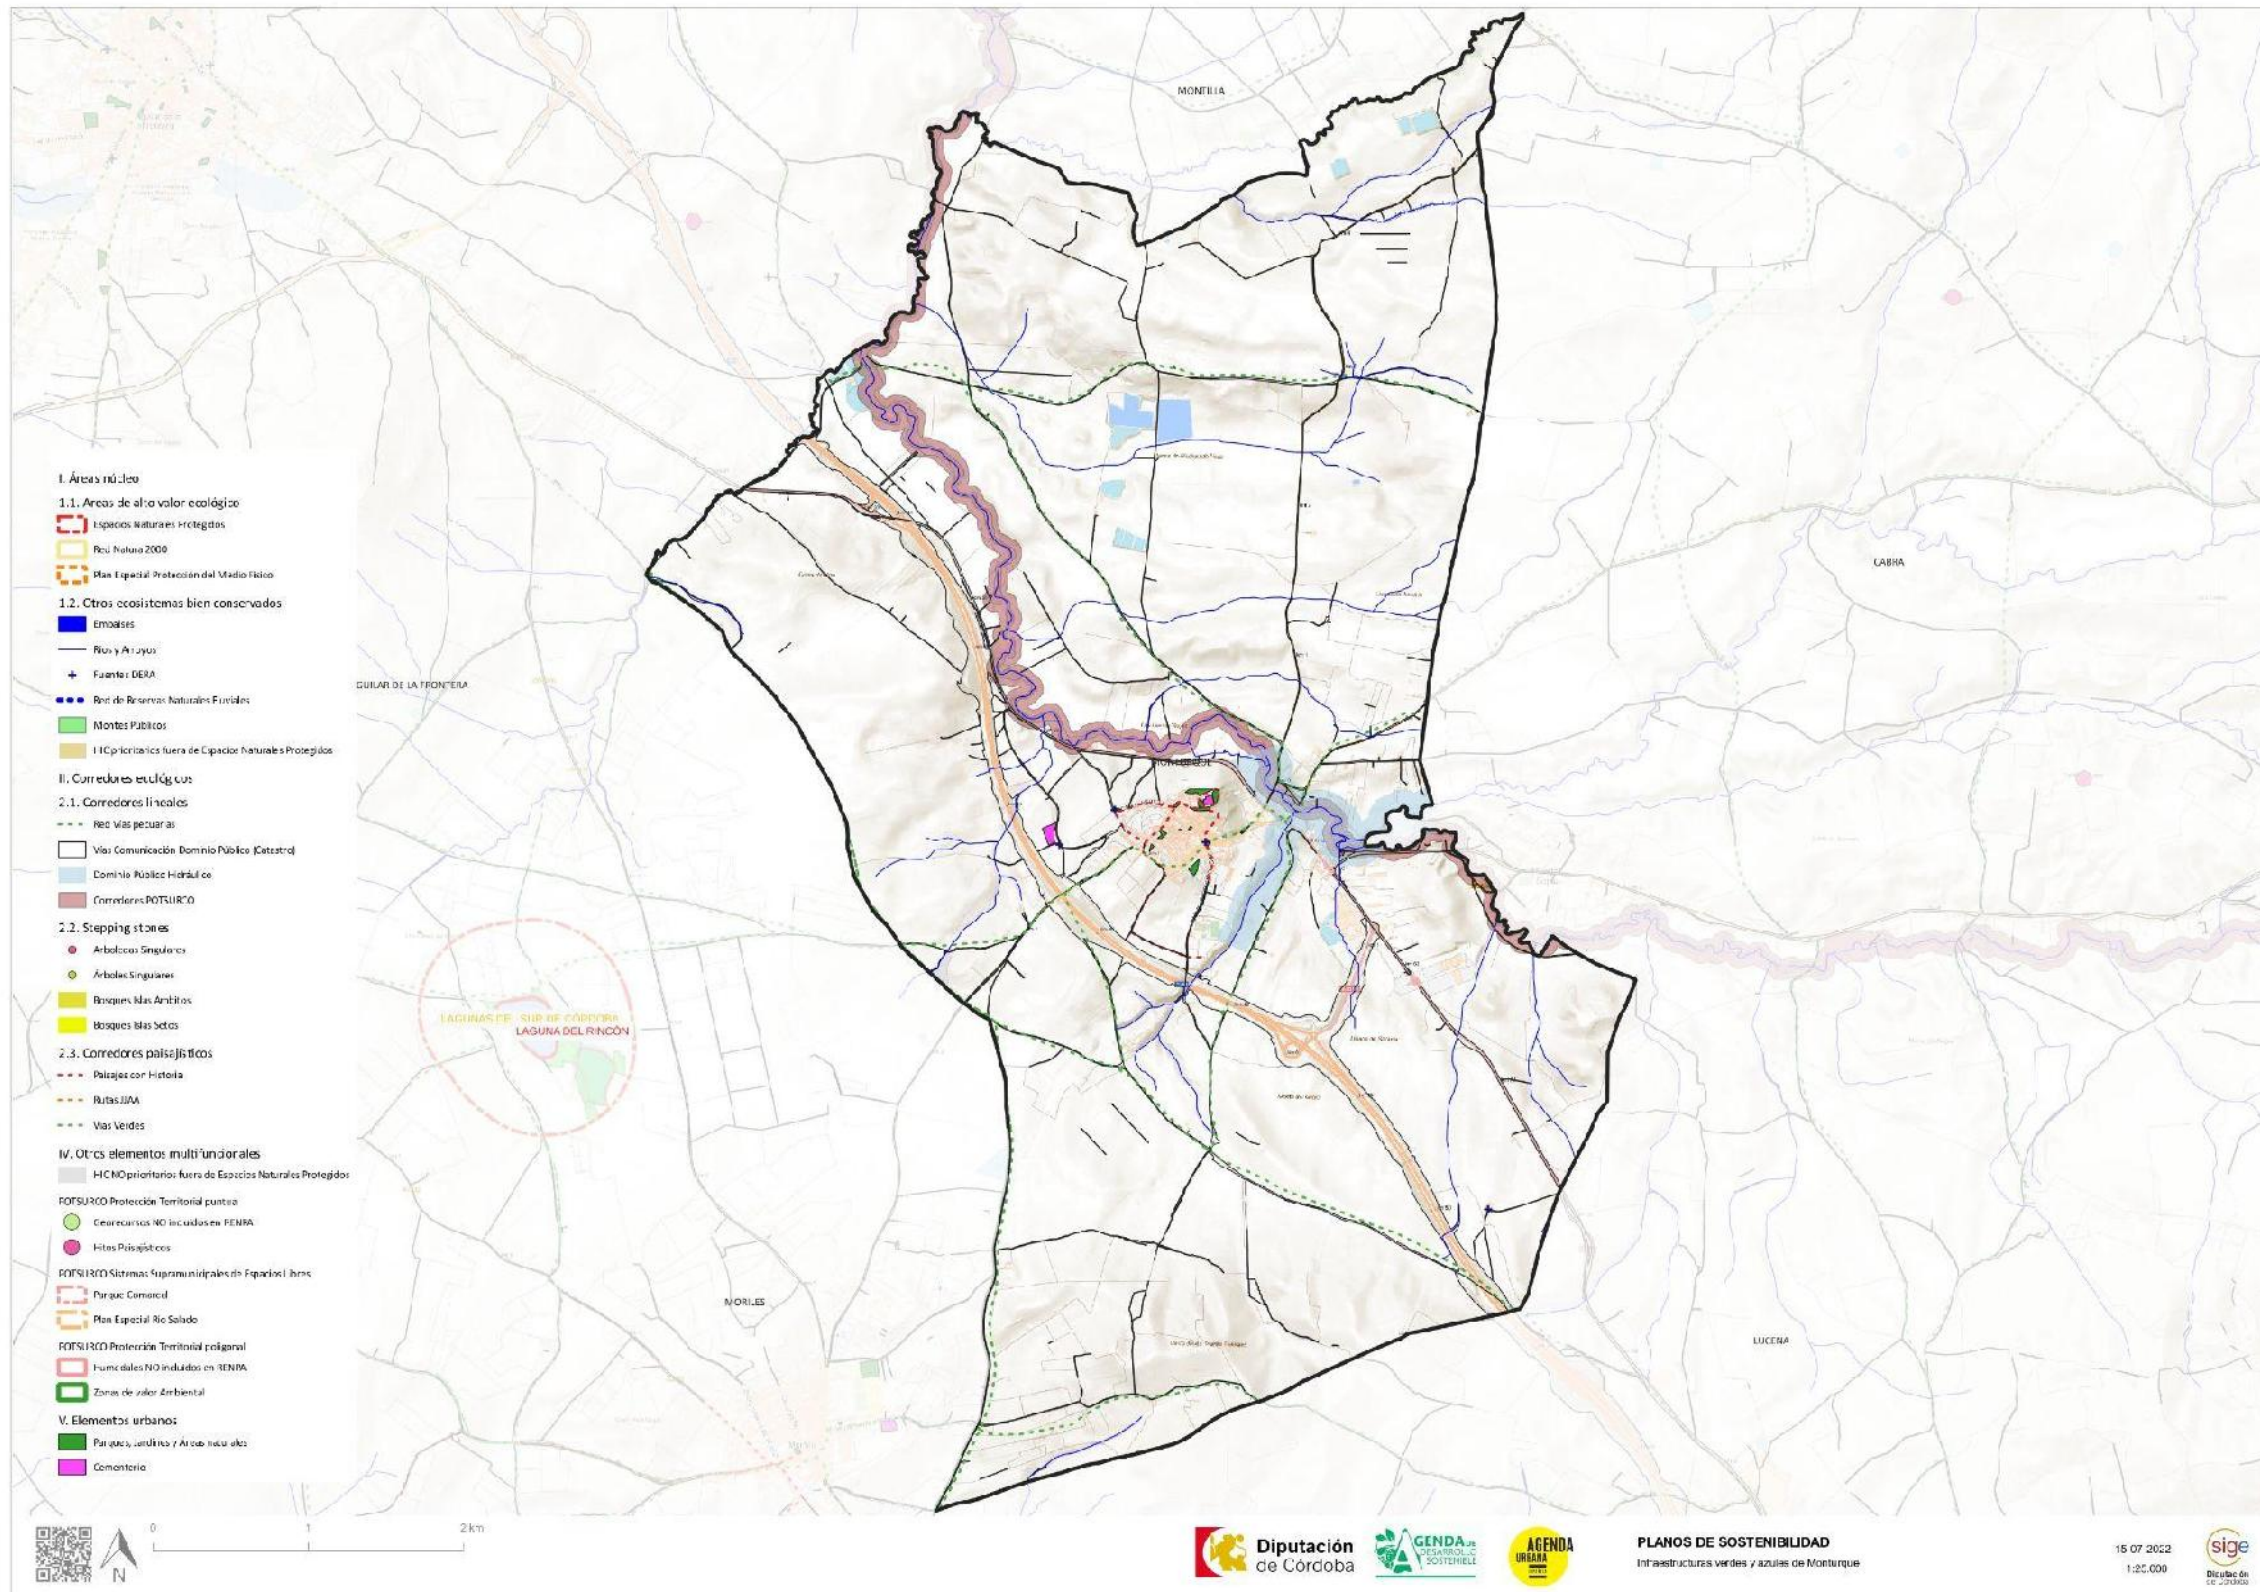 MONTILLA
CABRA
GUILAR DE LA FRONTERA
I. Áreas núcleo
1.1. Areas de alto valor ecológico
Espacios Naturales Protegidos
Red Natura 2000
Plan Especial Protección del Medio Físico
1.2. Otros ecosistemas bien conservados
Embalses
Ríos y Arroyos
Fuentes DERA
Red de Reservas Naturales Fluviales
Montes Públicos
HIC prioritarios fuera de Espacios Naturales Protegidos
II. Corredores ecológicos
2.1. Corredores lineales
Red Vías pecuarias
Vías Comunicación Dominio Público (Catastro)
Dominio Público Hidráulico
Corredores POTSURCO
2.2. Stepping stones
Arboledas Singulares
Árboles Singulares
Bosques Islas Ambitos
Bosques Islas Setos
2.3. Corredores paisajísticos
Paisajes con Historia
Rutas JJAA
Vías Verdes
IV. Otros elementos multifuncionales
HIC NO prioritarios fuera de Espacios Naturales Protegidos
POTSURCO Protección Territorial puntual
Georecursos NO incluidos en RENPA
Hitos Paisajísticos
POTSURCO Sistemas Supramunicipales de Espacios Libres
Parque Comarcal
Plan Especial Río Salado
POTSURCO Protección Territorial poligonal
Humedales NO incluidos en RENPA
Zonas de valor Ambiental
V. Elementos urbanos
Parques, Jardines y Áreas naturales
Cementerio
LAGUNAS DEL SUR DE CÓRDOBA
LAGUNA DEL RINCÓN
MORILES
LUCENA
0 1 2 km
N
Diputación
de Córdoba
AGENDA DE
DESARROLLO
SOSTENIBLE
AGENDA
URBANA
PLANOS DE SOSTENIBILIDAD
Infraestructuras verdes y azules de Monturque
15 07 2022
1:25.000
sige
Diputación
de Córdoba